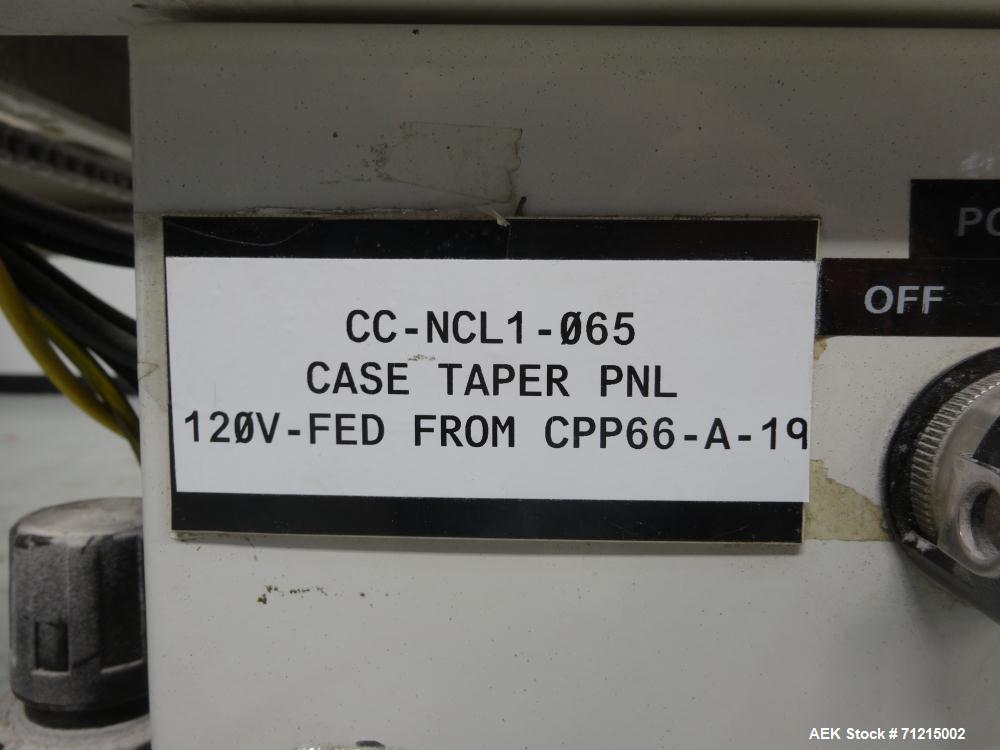 CC-NCL1-Ø65
CASE TAPER PNL
12ØV-FED FROM CPP66-A-19
OFF
AEK Stock # 71215002